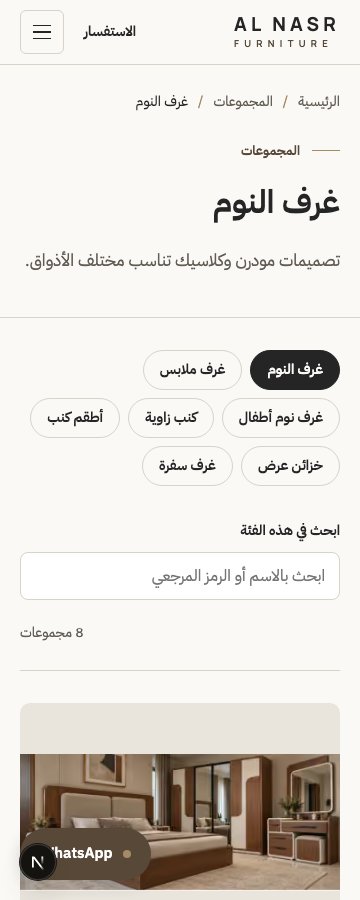 AL NASR
FURNITURE
الاستفسار
الرئيسية / المجموعات / غرف النوم
المجموعات
غرف النوم
تصميمات مودرن وكلاسيك تناسب مختلف الأذواق.
غرف النوم
غرف ملابس
غرف نوم أطفال
كنب زاوية
أطقم كنب
خزائن عرض
غرف سفرة
ابحث في هذه الفئة
ابحث بالاسم أو الرمز المرجعي
8 مجموعات
hatsApp
N